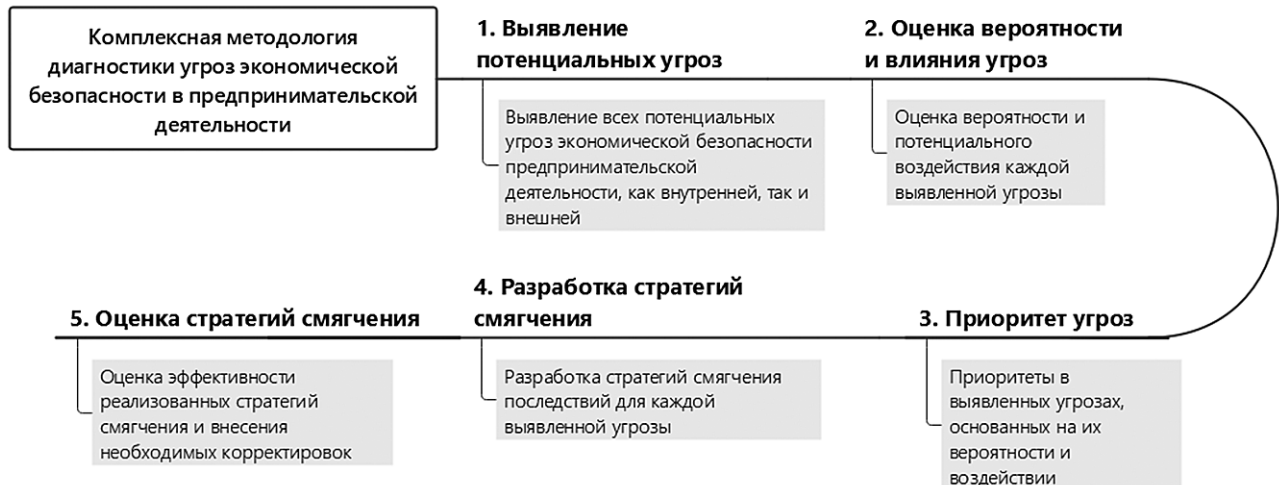 Комплексная методология
диагностики угроз экономической
безопасности в предпринимательской
деятельности
1. Выявление
потенциальных угроз
Выявление всех потенциальных
угроз экономической безопасности
предпринимательской
деятельности, как внутренней, так и
внешней
2. Оценка вероятности
и влияния угроз
Оценка вероятности и
потенциального
воздействия каждой
выявленной угрозы
3. Приоритет угроз
Приоритеты в
выявленных угрозах,
основанных на их
вероятности и
воздействии
4. Разработка стратегий
смягчения
Разработка стратегий смягчения
последствий для каждой
выявленной угрозы
5. Оценка стратегий смягчения
Оценка эффективности
реализованных стратегий
смягчения и внесения
необходимых корректировок